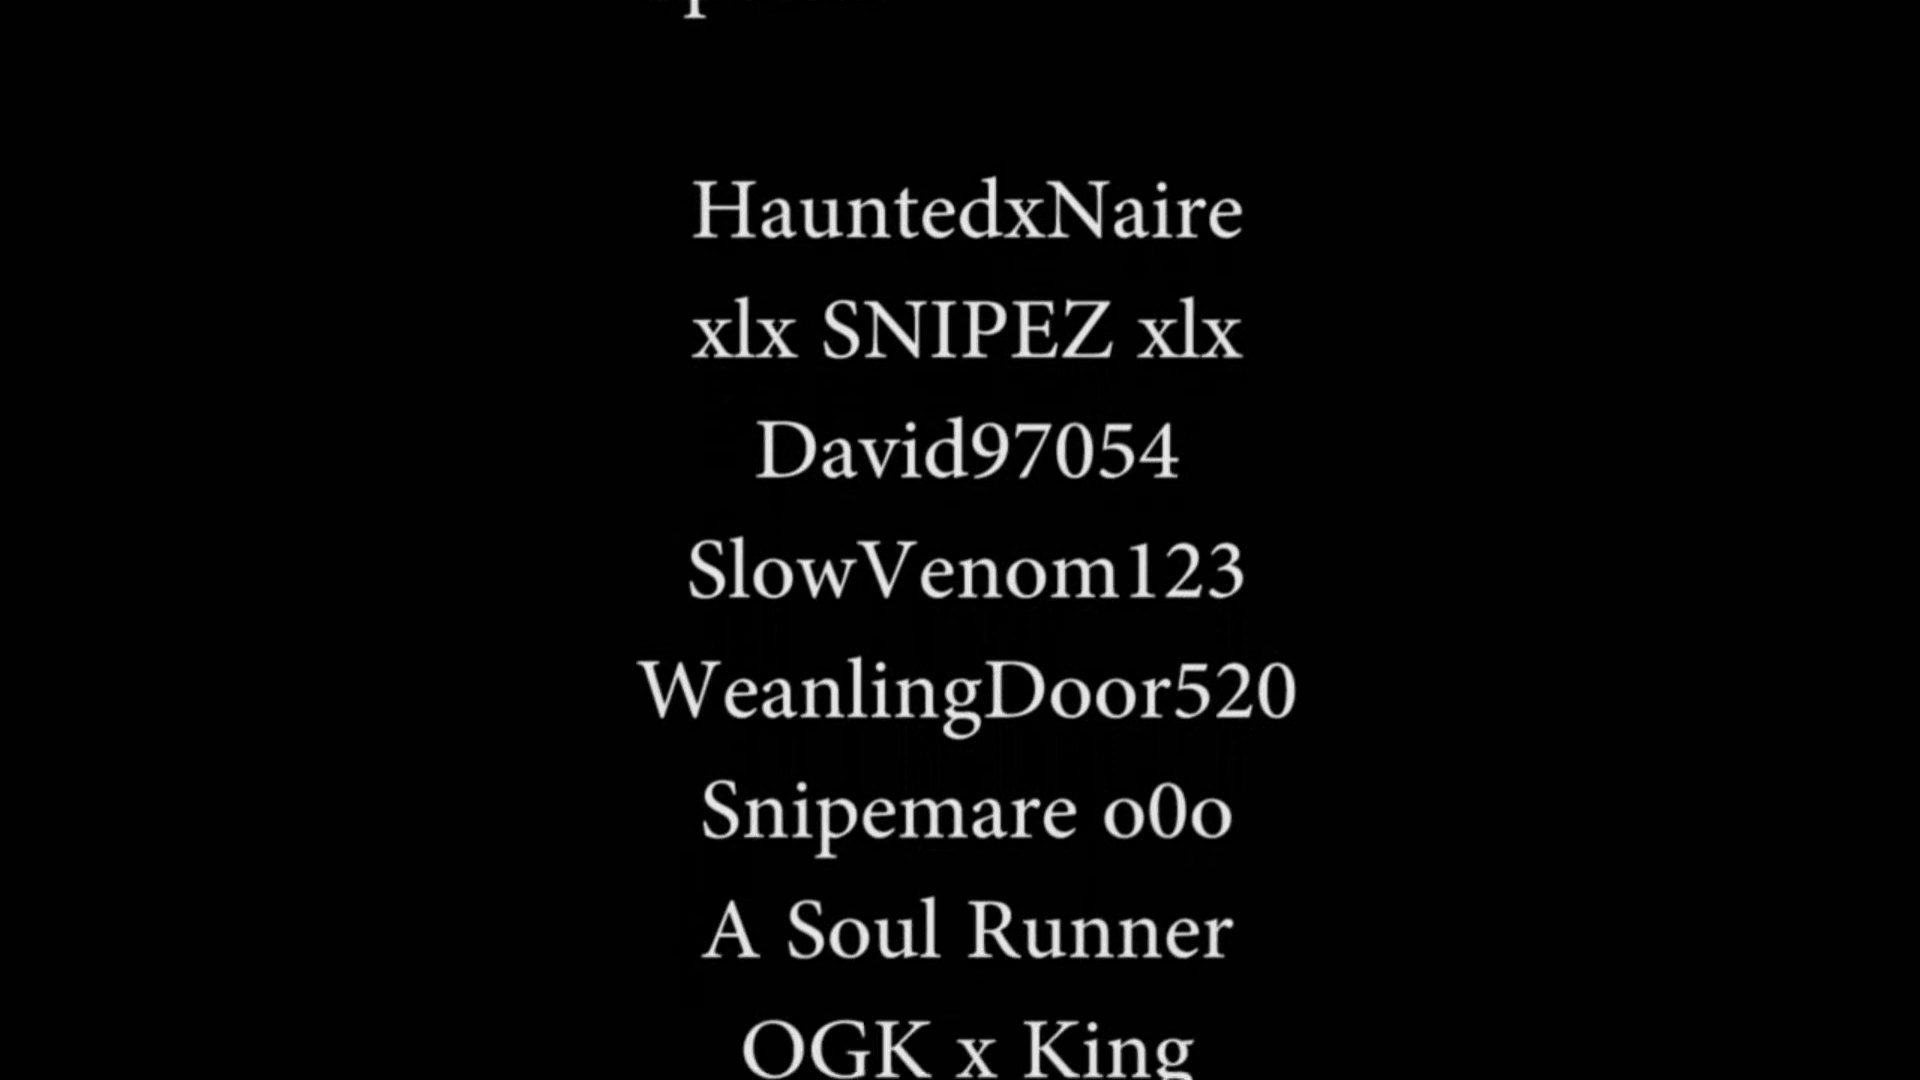 HauntedxNaire
xlx SNIPEZ xlx
David97054
SlowVenom123
WeanlingDoor520
Snipemare o0o
A Soul Runner
OGK x King